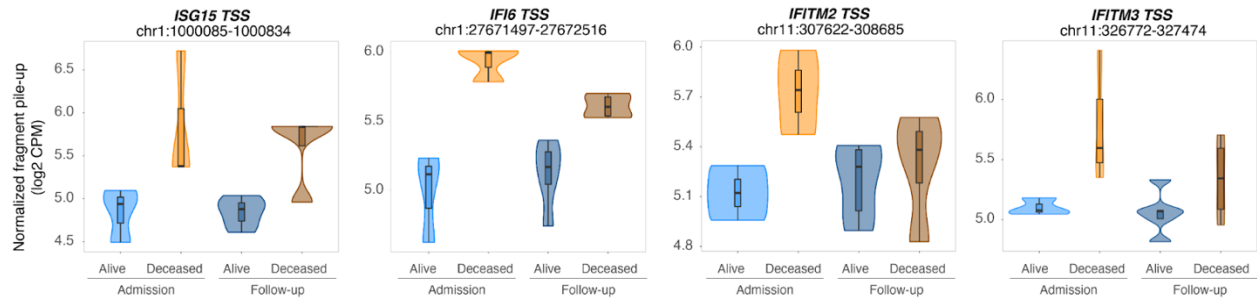 ISG15 TSS
chr1:1000085-1000834
Normalized fragment pile-up
(log2 CPM)
6.5
6.0
5.5
5.0
4.5
Alive Deceased Alive Deceased
Admission Follow-up
IFI6 TSS
chr1:27671497-27672516
6.0
5.5
5.0
Alive Deceased Alive Deceased
Admission Follow-up
IFITM2 TSS
chr11:307622-308685
6.0
5.7
5.4
5.1
4.8
Alive Deceased Alive Deceased
Admission Follow-up
IFITM3 TSS
chr11:326772-327474
6.0
5.5
5.0
Alive Deceased Alive Deceased
Admission Follow-up